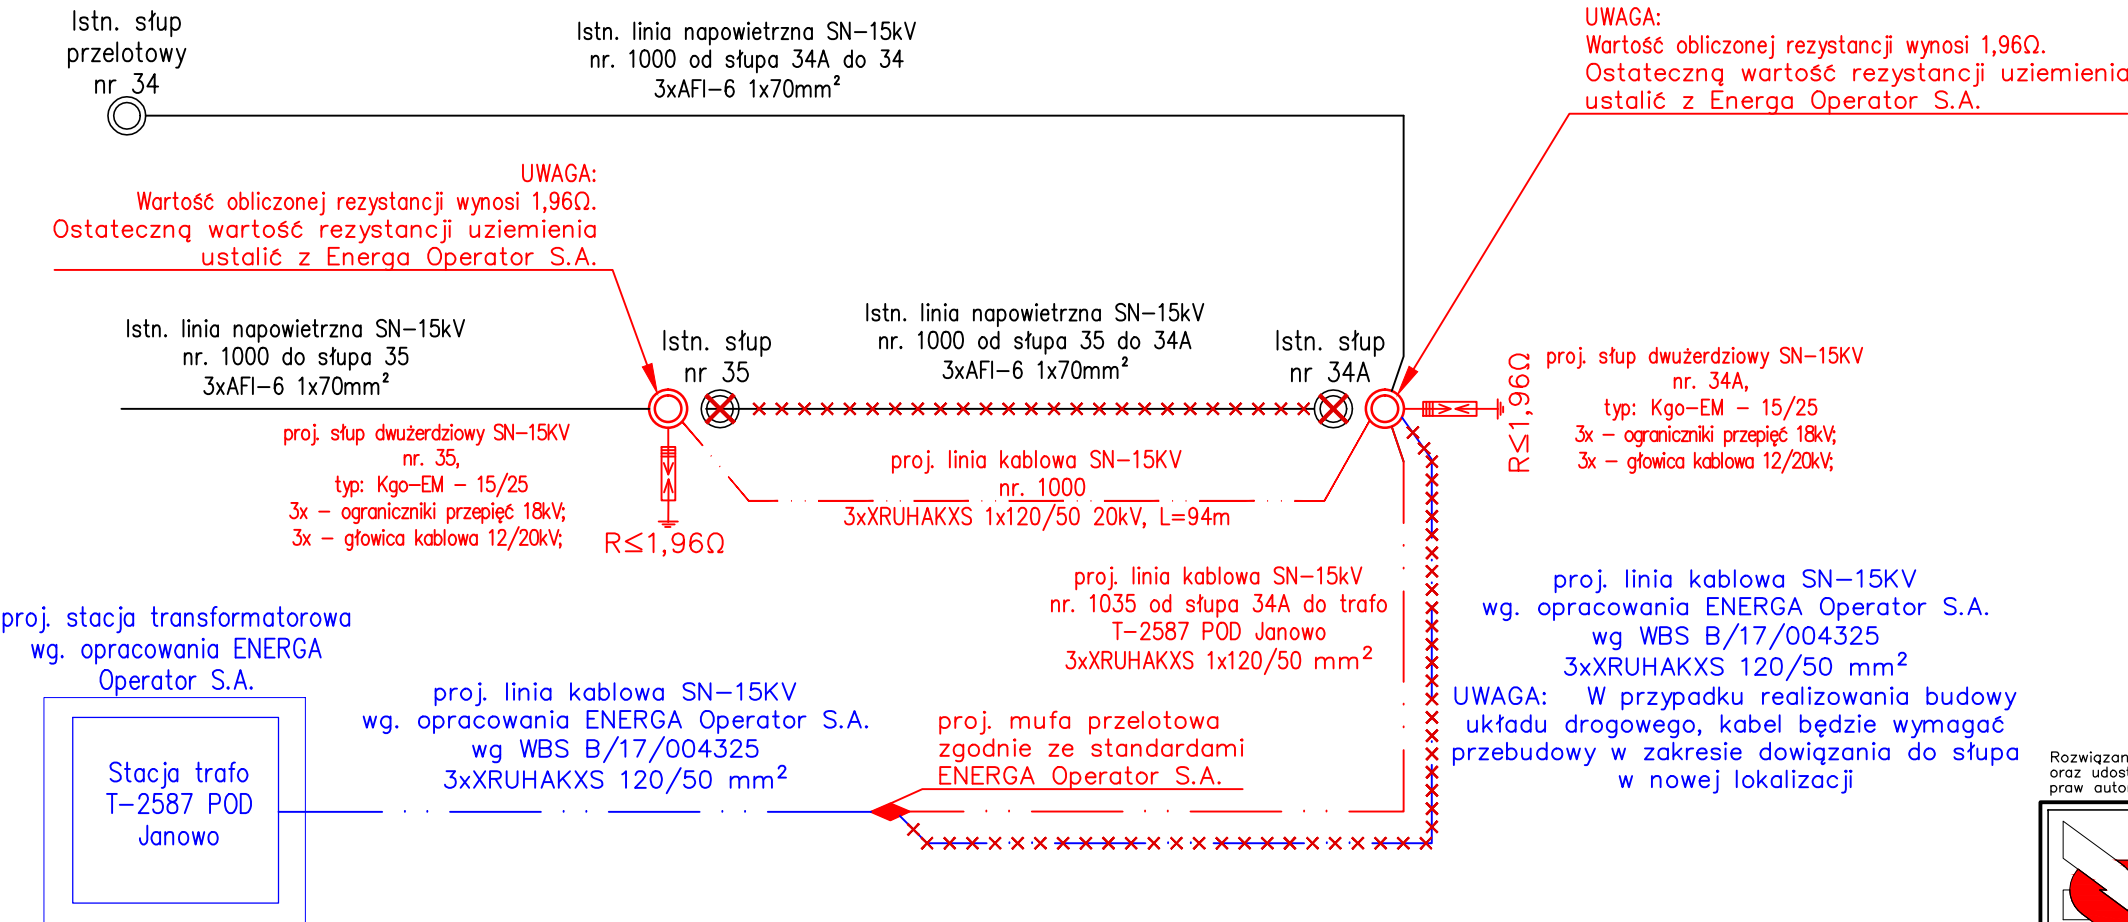 Istn. słup
przelotowy
nr 34
Istn. linia napowietrzna SN-15kV
nr. 1000 od słupa 34A do 34
3xAFI-6 1x70mm²
UWAGA:
Wartość obliczonej rezystancji wynosi 1,96Ω.
Ostateczną wartość rezystancji uziemienia
ustalić z Energa Operator S.A.
UWAGA:
Wartość obliczonej rezystancji wynosi 1,96Ω.
Ostateczną wartość rezystancji uziemienia
ustalić z Energa Operator S.A.
Istn. linia napowietrzna SN-15kV
nr. 1000 do słupa 35
3xAFI-6 1x70mm²
Istn. słup
nr 35
Istn. linia napowietrzna SN-15kV
nr. 1000 od słupa 35 do 34A
3xAFI-6 1x70mm²
Istn. słup
nr 34A
R≤1,96Ω
proj. słup dwużerdziowy SN-15KV
nr. 34A,
typ: Kgo-EM - 15/25
3x - ograniczniki przepięć 18kV;
3x - głowica kablowa 12/20kV;
proj. słup dwużerdziowy SN-15KV
nr. 35,
typ: Kgo-EM - 15/25
3x - ograniczniki przepięć 18kV;
3x - głowica kablowa 12/20kV;
R≤1,96Ω
proj. linia kablowa SN-15KV
nr. 1000
3xXRUHAKXS 1x120/50 20kV, L=94m
proj. linia kablowa SN-15kV
nr. 1035 od słupa 34A do trafo
T-2587 POD Janowo
3xXRUHAKXS 1x120/50 mm²
proj. linia kablowa SN-15KV
wg. opracowania ENERGA Operator S.A.
wg WBS B/17/004325
3xXRUHAKXS 120/50 mm²
UWAGA: W przypadku realizowania budowy
układu drogowego, kabel będzie wymagać
przebudowy w zakresie dowiązania do słupa
w nowej lokalizacji
proj. stacja transformatorowa
wg. opracowania ENERGA
Operator S.A.
Stacja trafo
T-2587 POD
Janowo
proj. linia kablowa SN-15KV
wg. opracowania ENERGA Operator S.A.
wg WBS B/17/004325
3xXRUHAKXS 120/50 mm²
proj. mufa przelotowa
zgodnie ze standardami
ENERGA Operator S.A.
oraz
praw